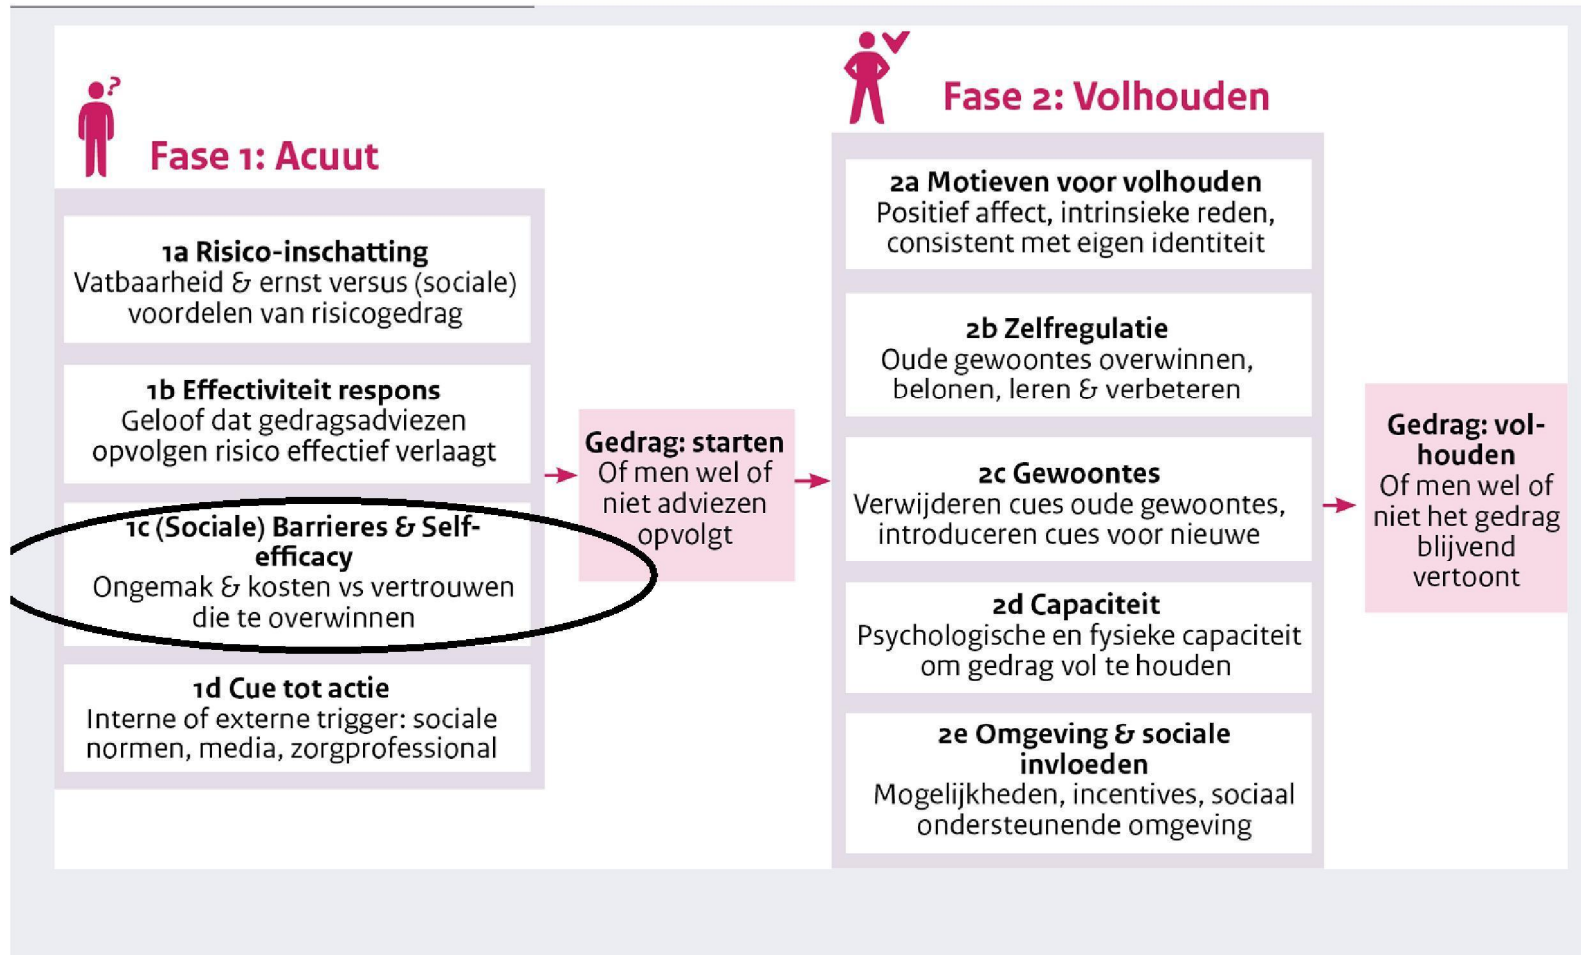 ?
Fase 1: Acuut
1a Risico-inschatting
Vatbaarheid & ernst versus (sociale)
voordelen van risicogedrag
1b Effectiviteit respons
Geloof dat gedragsadviezen
opvolgen risico effectief verlaagt
1c (Sociale) Barrieres & Self-
efficacy
Ongemak & kosten vs vertrouwen
die te overwinnen
1d Cue tot actie
Interne of externe trigger: sociale
normen, media, zorgprofessional
Gedrag: starten
Of men wel of
niet adviezen
opvolgt
Fase 2: Volhouden
2a Motieven voor volhouden
Positief affect, intrinsieke reden,
consistent met eigen identiteit
2b Zelfregulatie
Oude gewoontes overwinnen,
belonen, leren & verbeteren
2c Gewoontes
Verwijderen cues oude gewoontes,
introduceren cues voor nieuwe
2d Capaciteit
Psychologische en fysieke capaciteit
om gedrag vol te houden
2e Omgeving & sociale
invloeden
Mogelijkheden, incentives, sociaal
ondersteunende omgeving
Gedrag: vol-
houden
Of men wel of
niet het gedrag
blijvend
vertoont